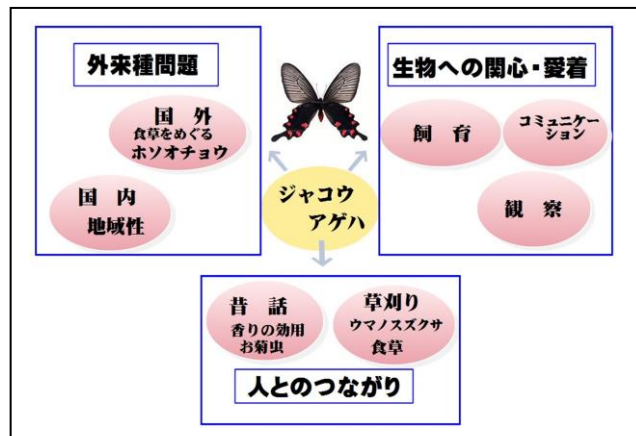 外来種問題
国 外
食草をめぐる
ホソオチョウ
国 内
地域性
生物への関心・愛着
飼 育
コミュニケー
ション
観 察
ジャコウ
アゲハ
昔 話
香りの効用
お菊虫
草刈り
ウマノスズクサ
食草
人とのつながり